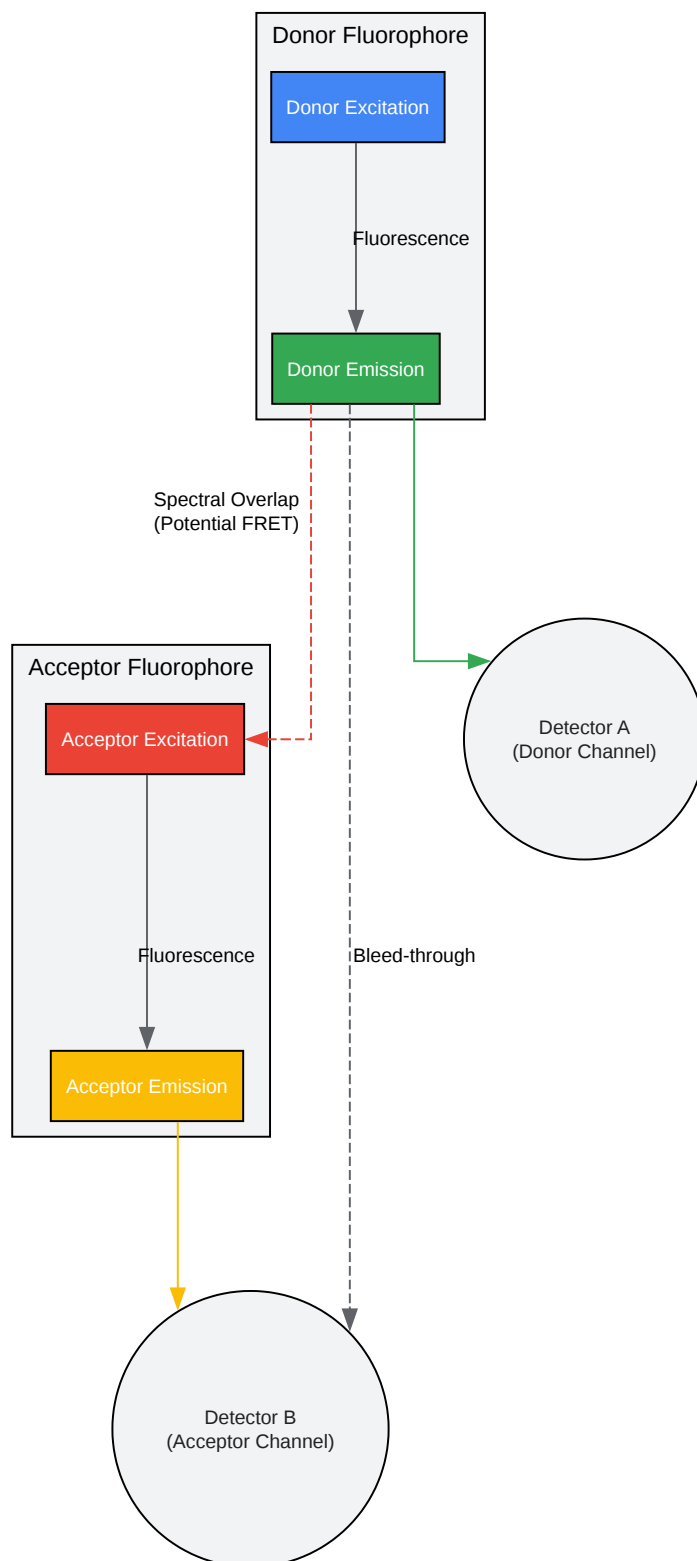 Donor Fluorophore
Donor Excitation
Fluorescence
Donor Emission
Spectral Overlap
(Potential FRET)
Acceptor Fluorophore
Acceptor Excitation
Detector A
(Donor Channel)
Fluorescence
Bleed-through
Acceptor Emission
Detector B
(Acceptor Channel)